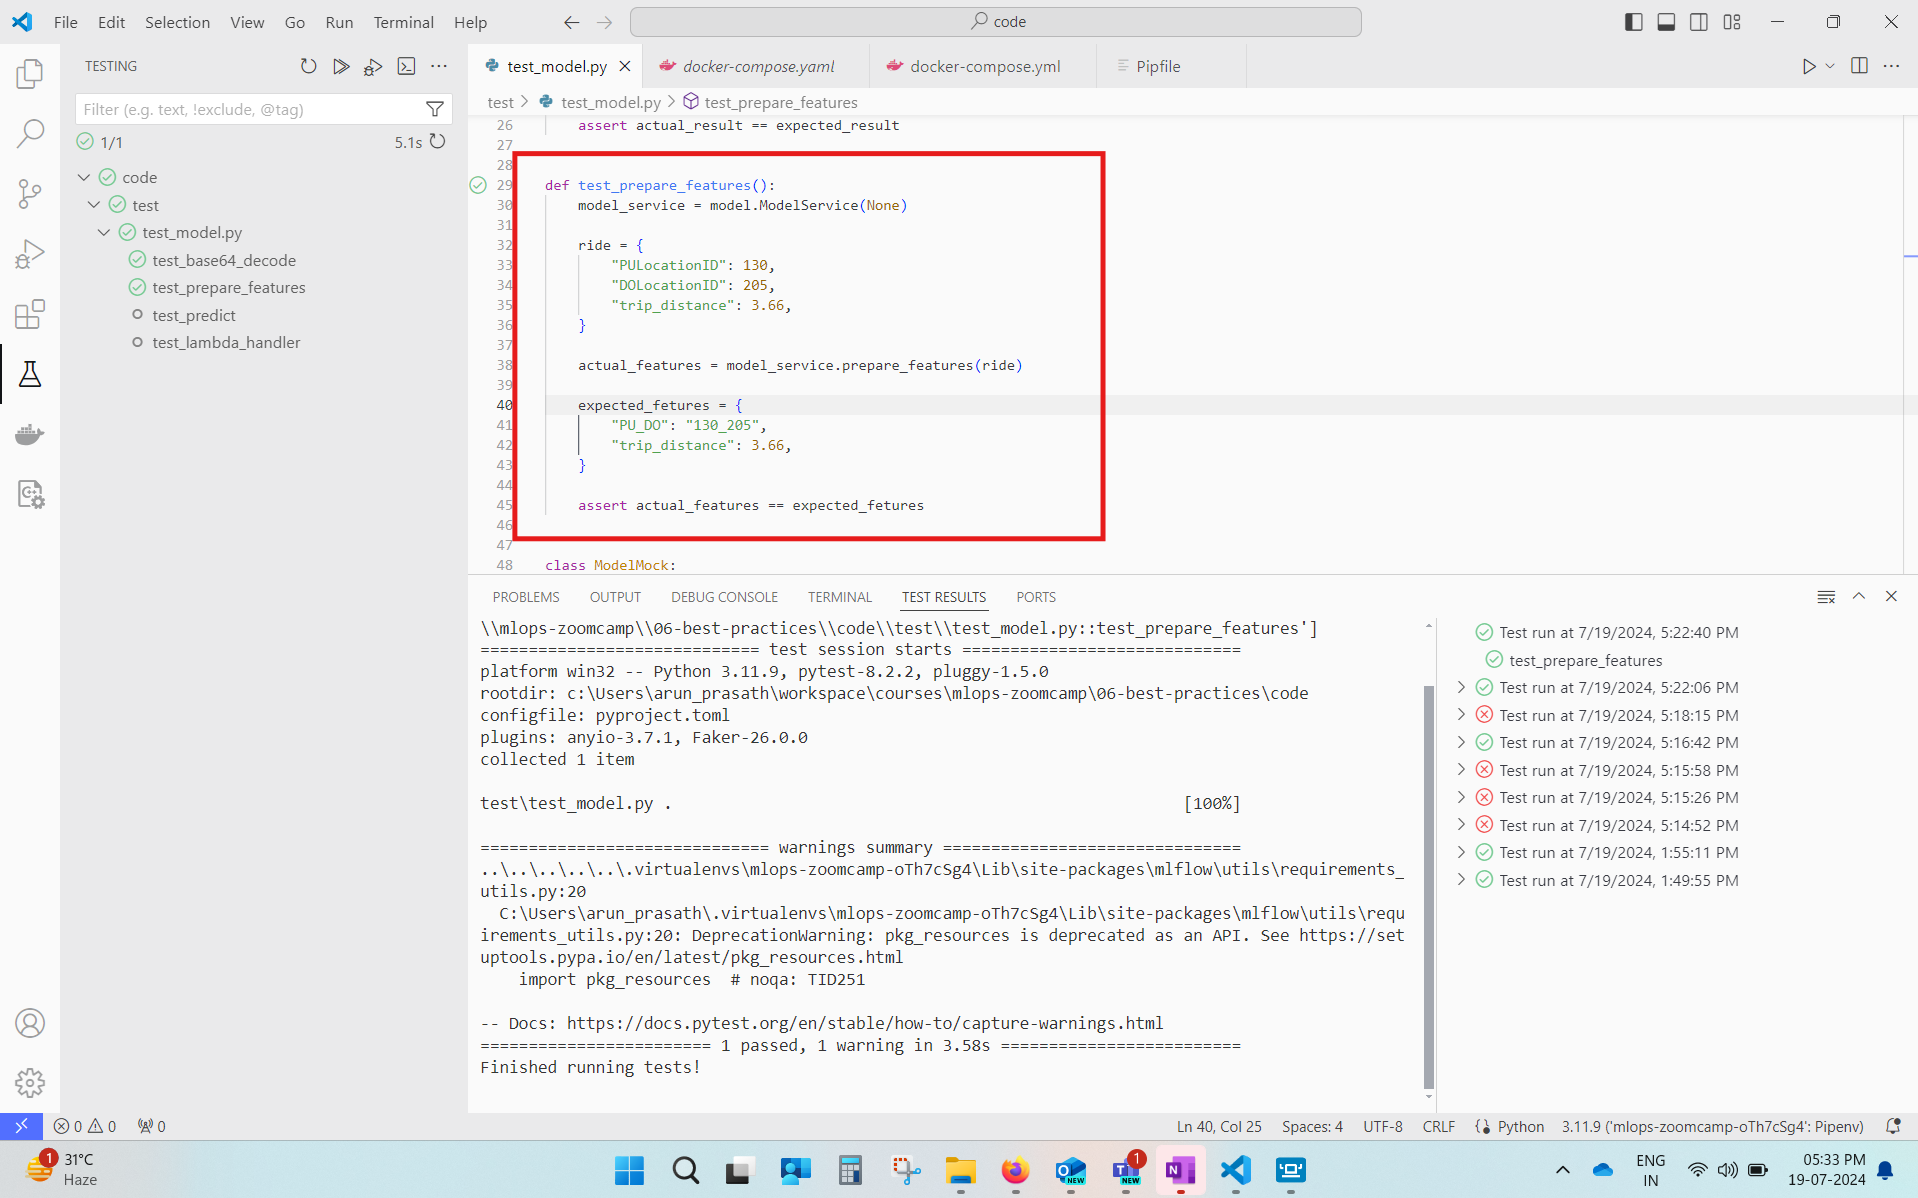 File Edit Selection View Go Run Terminal Help
code
TESTING
test_model.py
docker-compose.yaml
docker-compose.yml
Pipfile
Filter (e.g. text, !exclude, @tag)
1/1
5.1s
code
test
test_model.py
test_base64_decode
test_prepare_features
test_predict
test_lambda_handler
test > test_model.py > test_prepare_features
26 assert actual_result == expected_result
27
28
29 def test_prepare_features():
30 model_service = model.ModelService(None)
31
32 ride = {
33 "PULocationID": 130,
34 "DOLocationID": 205,
35 "trip_distance": 3.66,
36 }
37
38 actual_features = model_service.prepare_features(ride)
39
40 expected_fetures = {
41 "PU_DO": "130_205",
42 "trip_distance": 3.66,
43 }
44
45 assert actual_features == expected_fetures
46
47
48 class ModelMock:
PROBLEMS OUTPUT DEBUG CONSOLE TERMINAL TEST RESULTS PORTS
\\mlops-zoomcamp\\06-best-practices\\code\\test\\test_model.py::test_prepare_features']
============================= test session starts =============================
platform win32 -- Python 3.11.9, pytest-8.2.2, pluggy-1.5.0
rootdir: c:\Users\arun_prasath\workspace\courses\mlops-zoomcamp\06-best-practices\code
configfile: pyproject.toml
plugins: anyio-3.7.1, Faker-26.0.0
collected 1 item
test\test_model.py . [100%]
============================== warnings summary ===============================
..\..\..\..\..\.virtualenvs\mlops-zoomcamp-oTh7cSg4\Lib\site-packages\mlflow\utils\requirements_
utils.py:20
C:\Users\arun_prasath\.virtualenvs\mlops-zoomcamp-oTh7cSg4\Lib\site-packages\mlflow\utils\requ
irements_utils.py:20: DeprecationWarning: pkg_resources is deprecated as an API. See https://set
uptools.pypa.io/en/latest/pkg_resources.html
import pkg_resources # noqa: TID251
-- Docs: https://docs.pytest.org/en/stable/how-to/capture-warnings.html
======================== 1 passed, 1 warning in 3.58s =========================
Finished running tests!
Test run at 7/19/2024, 5:22:40 PM
test_prepare_features
Test run at 7/19/2024, 5:22:06 PM
Test run at 7/19/2024, 5:18:15 PM
Test run at 7/19/2024, 5:16:42 PM
Test run at 7/19/2024, 5:15:58 PM
Test run at 7/19/2024, 5:15:26 PM
Test run at 7/19/2024, 5:14:52 PM
Test run at 7/19/2024, 1:55:11 PM
Test run at 7/19/2024, 1:49:55 PM
0 0 0
Ln 40, Col 25 Spaces: 4 UTF-8 CRLF Python 3.11.9 ('mlops-zoomcamp-oTh7cSg4': Pipenv)
1
31°C
Haze
NEW
1
NEW
ENG
IN
05:33 PM
19-07-2024